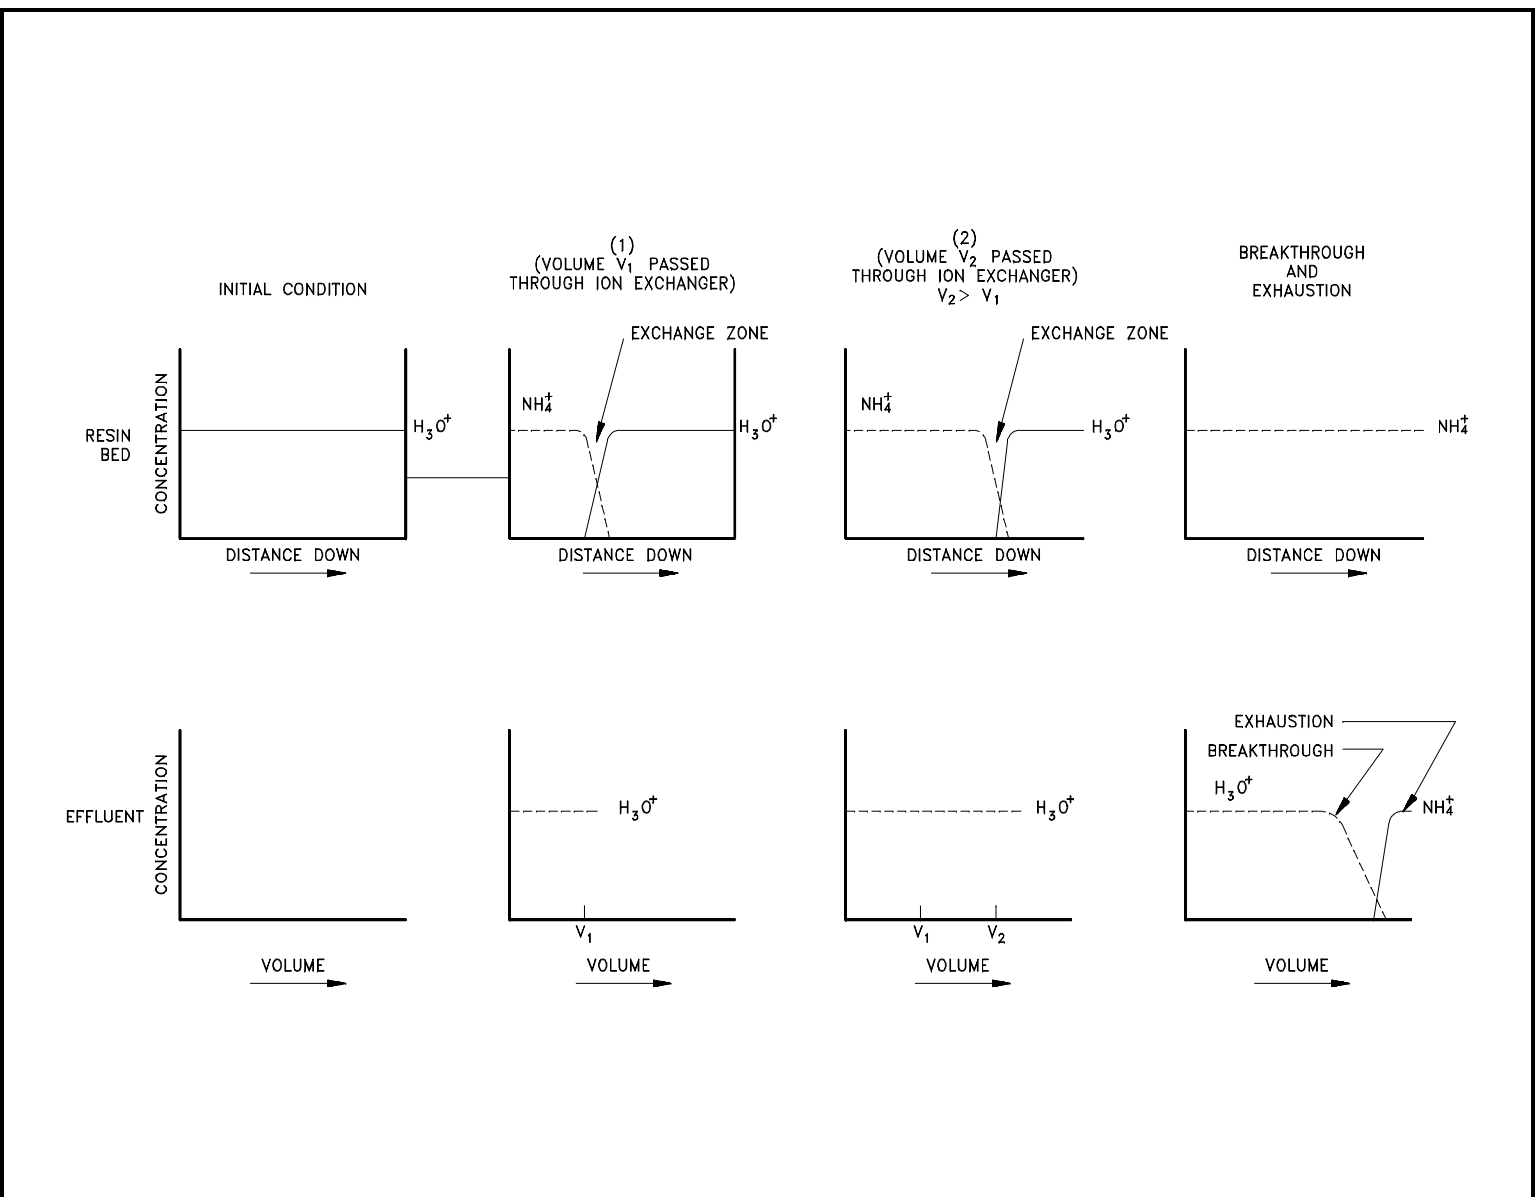 INITIAL CONDITION
(1)
(VOLUME V₁ PASSED
THROUGH ION EXCHANGER)
(2)
(VOLUME V₂ PASSED
THROUGH ION EXCHANGER)
V₂> V₁
BREAKTHROUGH
AND
EXHAUSTION
RESIN
BED
CONCENTRATION
H₃O⁺
DISTANCE DOWN
EXCHANGE ZONE
NH₄⁺
H₃O⁺
DISTANCE DOWN
EXCHANGE ZONE
NH₄⁺
H₃O⁺
DISTANCE DOWN
NH₄⁺
DISTANCE DOWN
EFFLUENT
CONCENTRATION
VOLUME
H₃O⁺
V₁
VOLUME
H₃O⁺
V₁ V₂
VOLUME
EXHAUSTION
BREAKTHROUGH
H₃O⁺
NH₄⁺
VOLUME